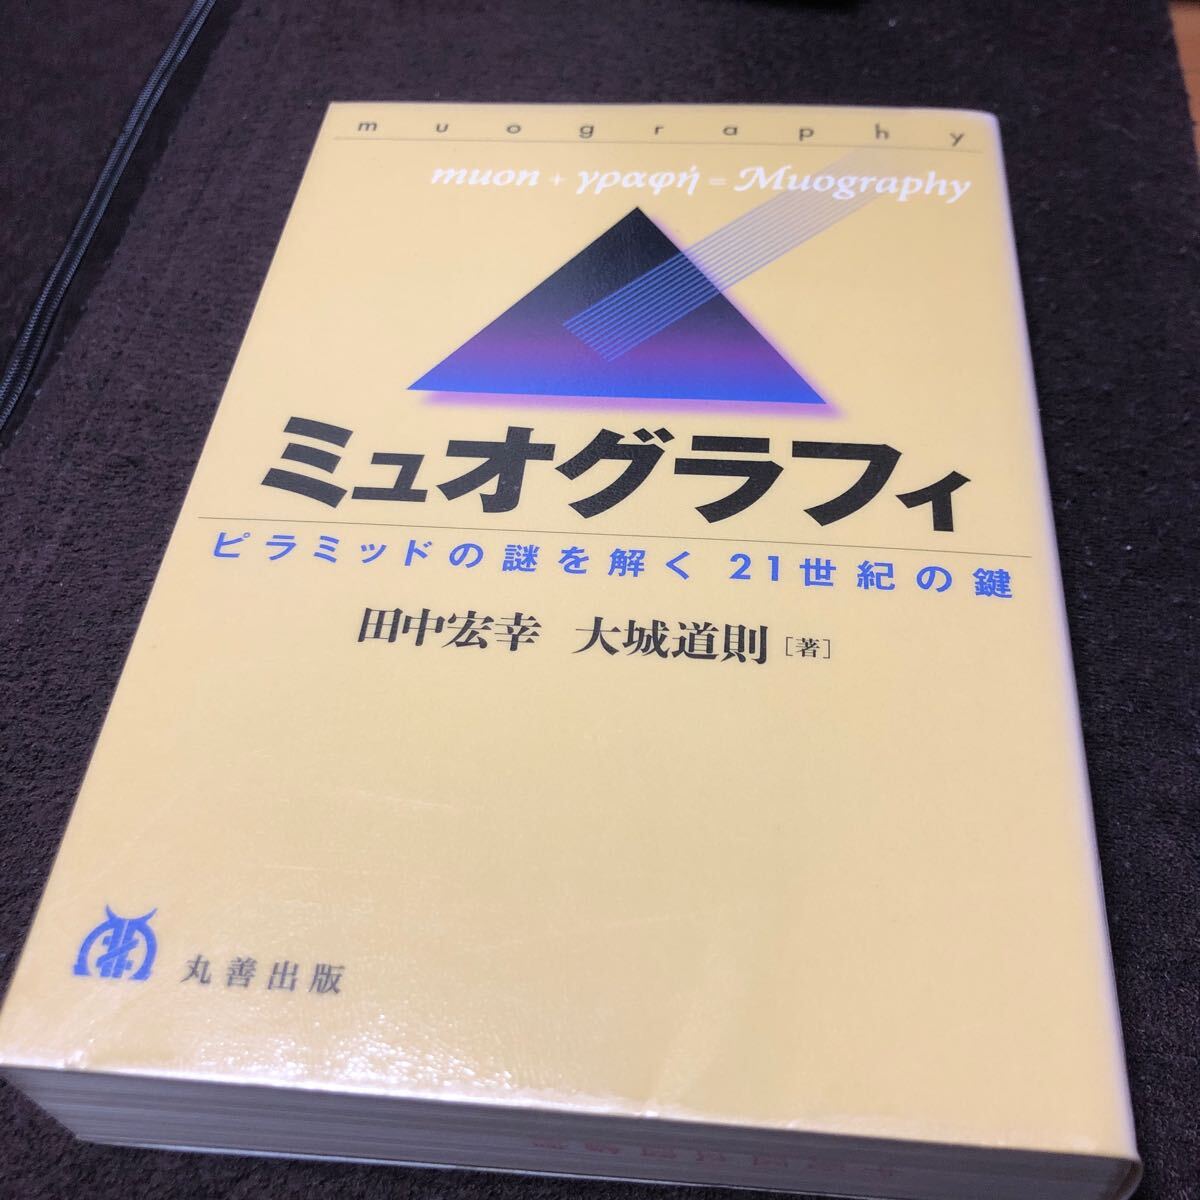 muography
muon + γραφή = Muography
ミュオグラフィ
ピラミッドの謎を解く 21世紀の鍵
田中宏幸 大城道則[著]
丸善出版